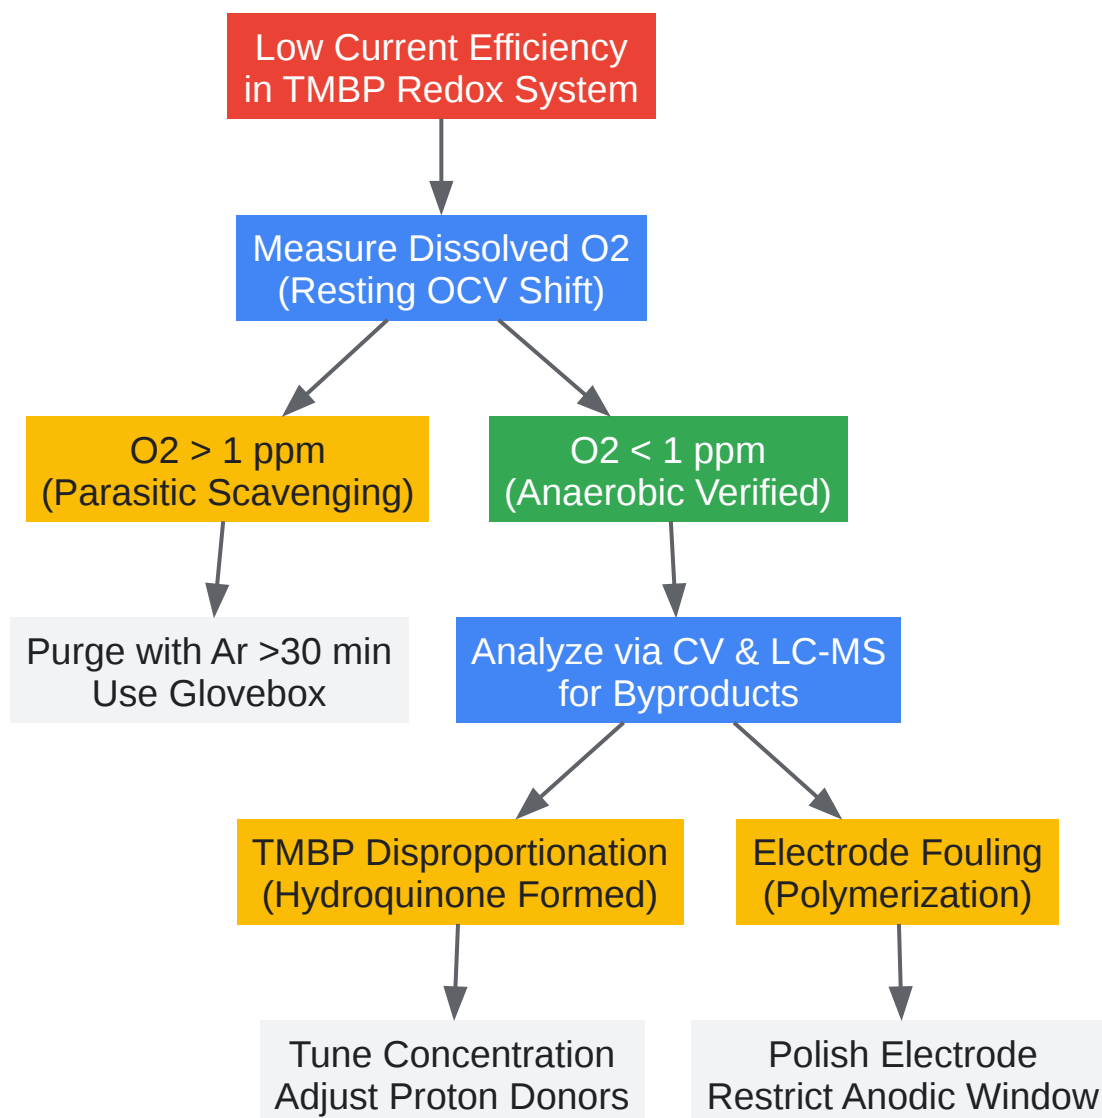 Low Current Efficiency
in TMBP Redox System
Measure Dissolved O2
(Resting OCV Shift)
O2 > 1 ppm
(Parasitic Scavenging)
O2 < 1 ppm
(Anaerobic Verified)
Purge with Ar >30 min
Use Glovebox
Analyze via CV & LC-MS
for Byproducts
TMBP Disproportionation
(Hydroquinone Formed)
Electrode Fouling
(Polymerization)
Tune Concentration
Adjust Proton Donors
Polish Electrode
Restrict Anodic Window